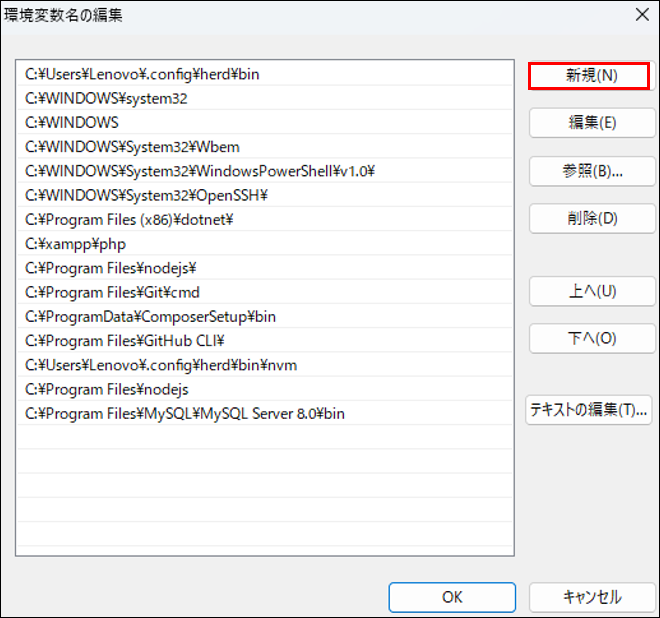 環境変数名の編集
C:¥Users¥Lenovo¥.config¥herd¥bin
C:¥WINDOWS¥system32
C:¥WINDOWS
C:¥WINDOWS¥System32¥Wbem
C:¥WINDOWS¥System32¥WindowsPowerShell¥v1.0¥
C:¥WINDOWS¥System32¥OpenSSH¥
C:¥Program Files (x86)¥dotnet¥
C:¥xampp¥php
C:¥Program Files¥nodejs¥
C:¥Program Files¥Git¥cmd
C:¥ProgramData¥ComposerSetup¥bin
C:¥Program Files¥GitHub CLI¥
C:¥Users¥Lenovo¥.config¥herd¥bin¥nvm
C:¥Program Files¥nodejs
C:¥Program Files¥MySQL¥MySQL Server 8.0¥bin
新規(N)
編集(E)
参照(B)...
削除(D)
上へ(U)
下へ(O)
テキストの編集(T)...
OK
キャンセル